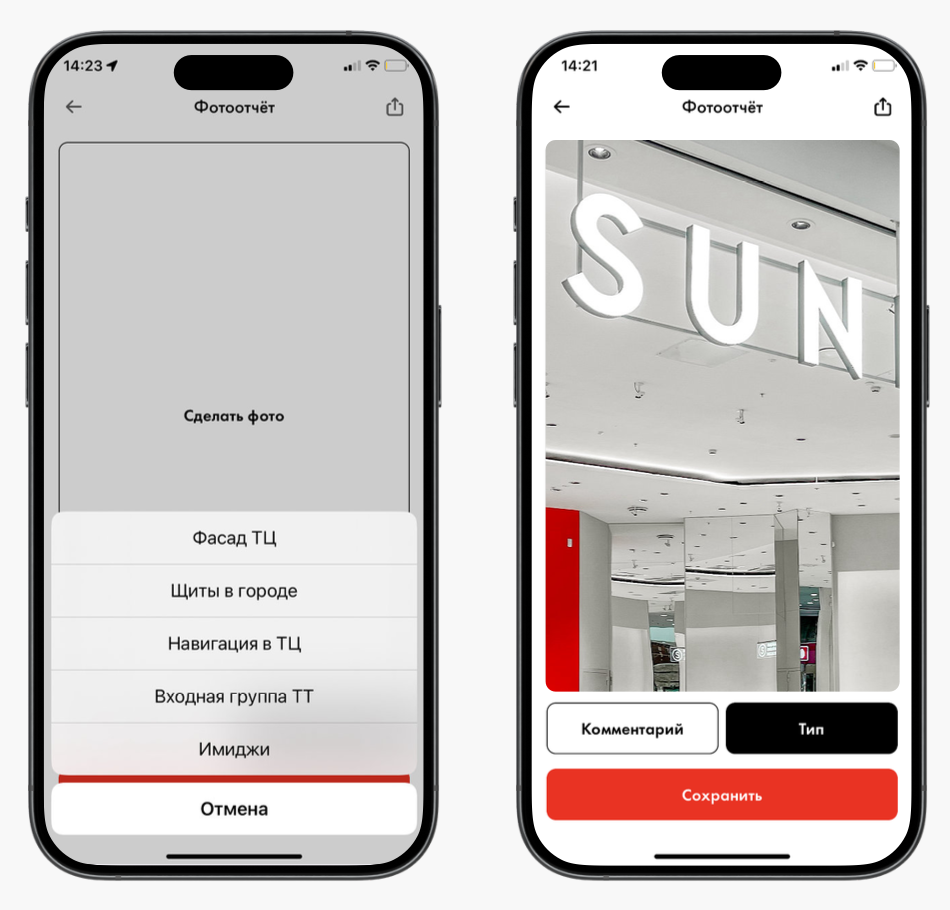 14:23
Фотоотчёт
Сделать фото
Фасад ТЦ
Щиты в городе
Навигация в ТЦ
Входная группа ТТ
Имиджи
Отмена
14:21
Фотоотчёт
SUN
Комментарий
Тип
Сохранить